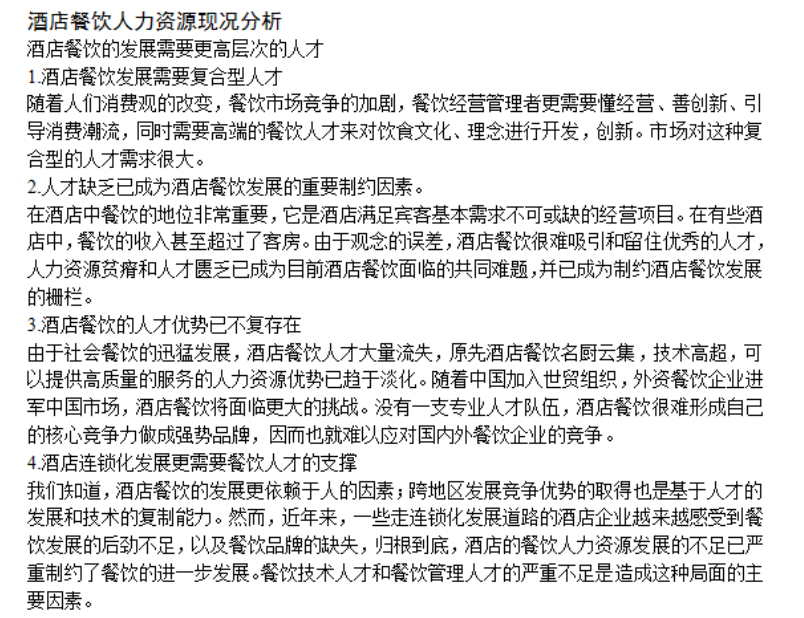 酒店餐饮人力资源现况分析
酒店餐饮的发展需要更高层次的人才
1.酒店餐饮发展需要复合型人才
随着人们消费观的改变，餐饮市场竞争的加剧，餐饮经营管理者更需要懂经营、善创新、引
导消费潮流，同时需要高端的餐饮人才来对饮食文化、理念进行开发，创新。市场对这种复
合型的人才需求很大。
2.人才缺乏已成为酒店餐饮发展的重要制约因素。
在酒店中餐饮的地位非常重要，它是酒店满足宾客基本需求不可或缺的经营项目。在有些酒
店中，餐饮的收入甚至超过了客房。由于观念的误差，酒店餐饮很难吸引和留住优秀的人才，
人力资源贫瘠和人才匮乏已成为目前酒店餐饮面临的共同难题，并已成为制约酒店餐饮发展
的栅栏。
3.酒店餐饮的人才优势已不复存在
由于社会餐饮的迅猛发展，酒店餐饮人才大量流失，原先酒店餐饮名厨云集，技术高超，可
以提供高质量的服务的人力资源优势已趋于淡化。随着中国加入世贸组织，外资餐饮企业进
军中国市场，酒店餐饮将面临更大的挑战。没有一支专业人才队伍，酒店餐饮很难形成自己
的核心竞争力做成强势品牌，因而也就难以应对国内外餐饮企业的竞争。
4.酒店连锁化发展更需要餐饮人才的支撑
我们知道，酒店餐饮的发展更依赖于人的因素；跨地区发展竞争优势的取得也是基于人才的
发展和技术的复制能力。然而，近年来，一些走连锁化发展道路的酒店企业越来越感受到餐
饮发展的后劲不足，以及餐饮品牌的缺失，归根到底，酒店的餐饮人力资源发展的不足已严
重制约了餐饮的进一步发展。餐饮技术人才和餐饮管理人才的严重不足是造成这种局面的主
要因素。